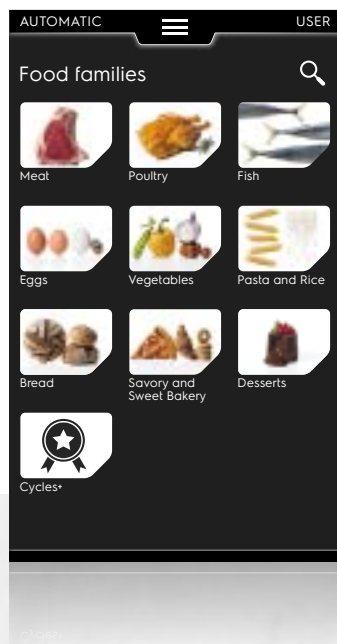 AUTOMATIC USER
Food families
Meat Poultry Fish
Eggs Vegetables Pasta and Rice
Bread Savory and Sweet Bakery Desserts
Cycles+